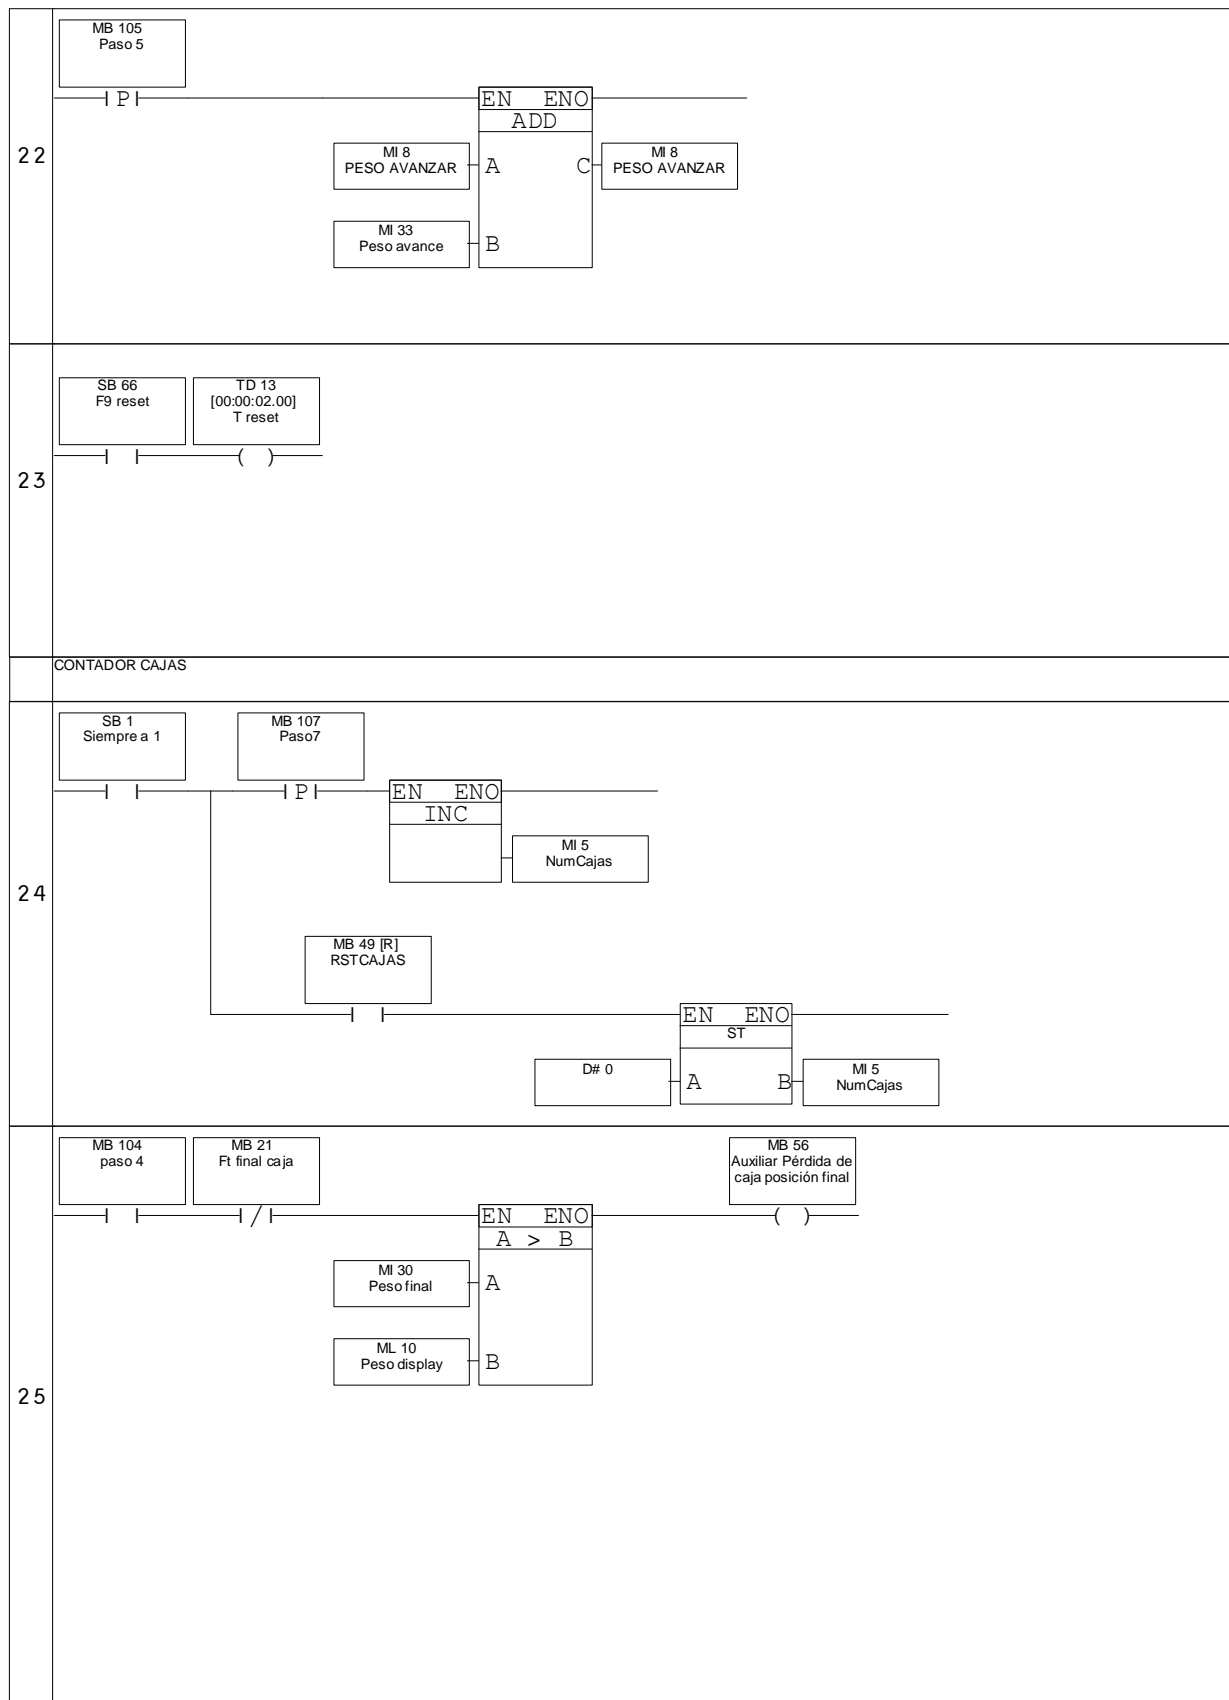 MB 105
Paso 5
P
EN ENO
ADD
22
MI 8
PESO AVANZAR
A
C
MI 8
PESO AVANZAR
MI 33
Peso avance
B
SB 66
F9 reset
TD 13
[00:00:02.00]
T reset
23
CONTADOR CAJAS
SB 1
Siempre a 1
MB 107
Paso7
P
EN ENO
INC
MI 5
NumCajas
24
MB 49 [R]
RSTCAJAS
EN ENO
ST
D# 0
A
B
MI 5
NumCajas
MB 104
paso 4
MB 21
Ft final caja
MB 56
Auxiliar Pérdida de
caja posición final
EN ENO
A > B
MI 30
Peso final
A
ML 10
Peso display
B
25